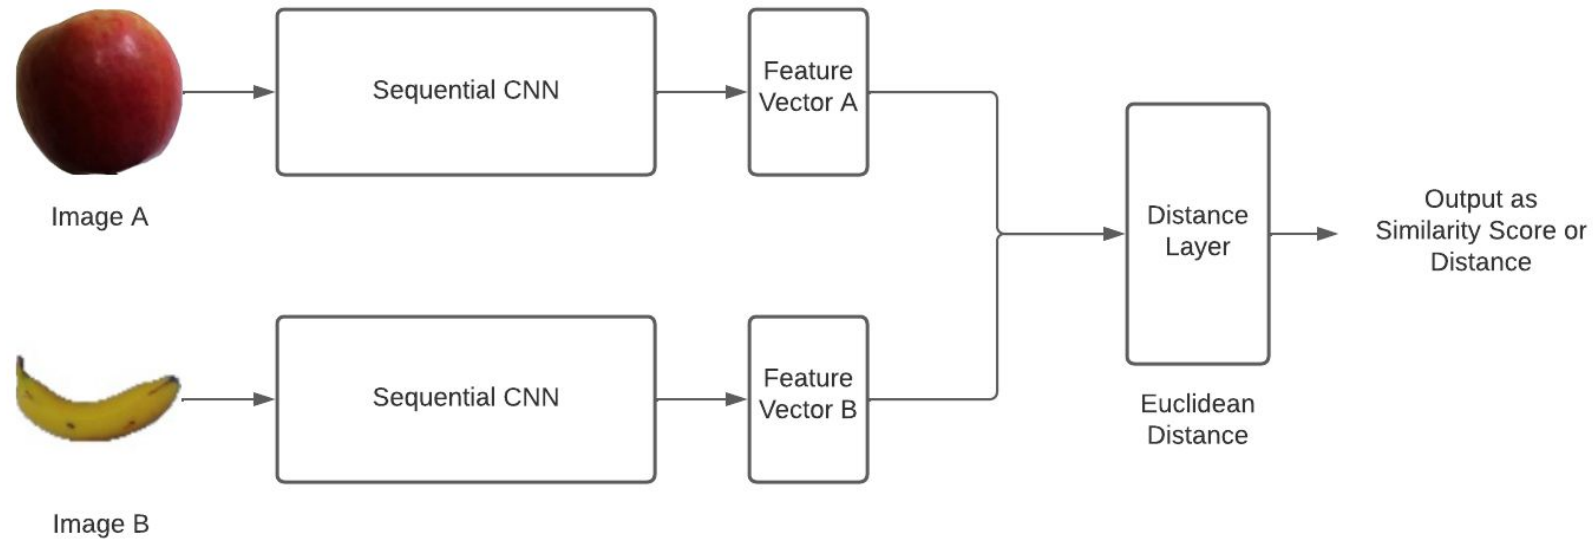 Image A
Sequential CNN
Feature
Vector A
Image B
Sequential CNN
Feature
Vector B
Distance
Layer
Euclidean
Distance
Output as
Similarity Score or
Distance